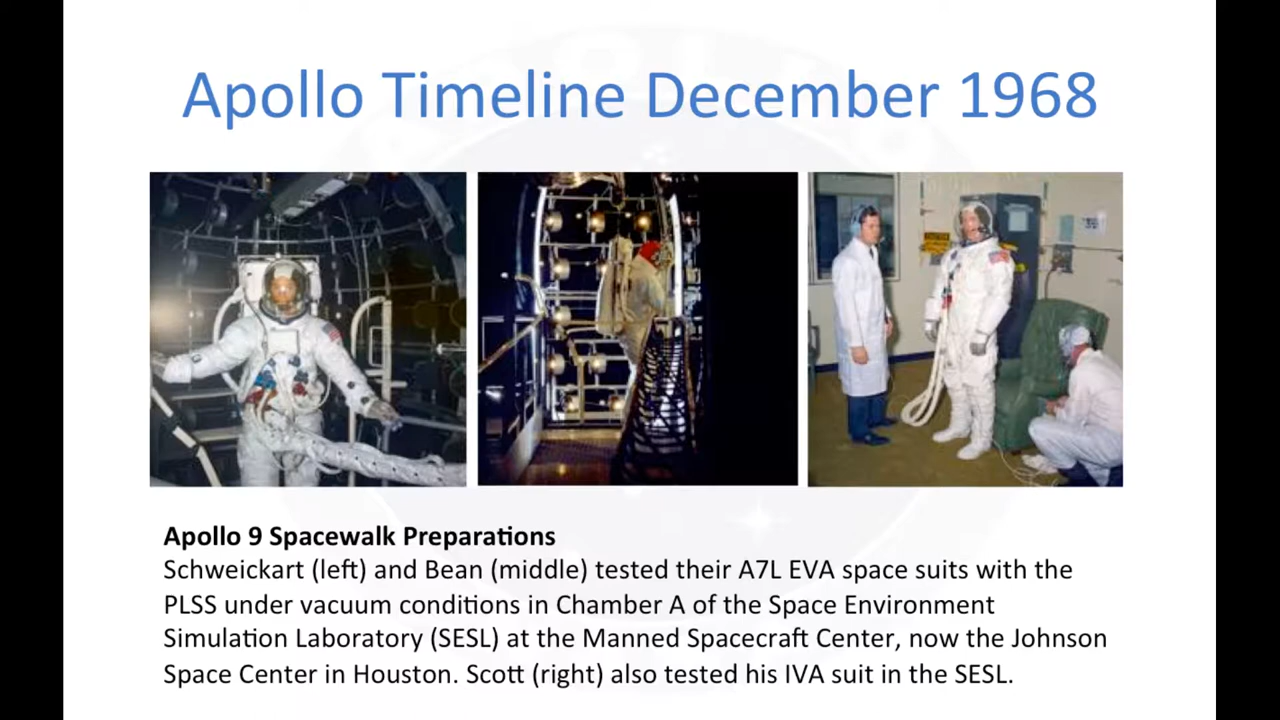 Apollo Timeline December 1968
Apollo 9 Spacewalk Preparations
Schweickart (left) and Bean (middle) tested their A7L EVA space suits with the
PLSS under vacuum conditions in Chamber A of the Space Environment
Simulation Laboratory (SESL) at the Manned Spacecraft Center, now the Johnson
Space Center in Houston. Scott (right) also tested his IVA suit in the SESL.